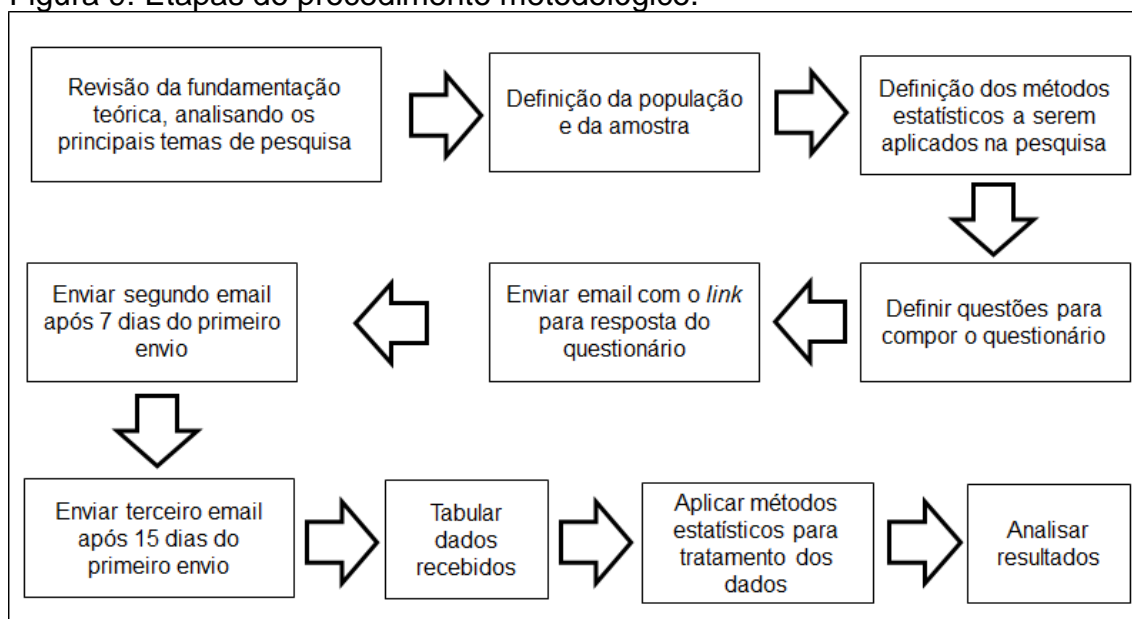 Figura 9: Etapas do procedimento metodológico.
Revisão da fundamentação
teórica, analisando os
principais temas de pesquisa
Definição da população
e da amostra
Definição dos métodos
estatísticos a serem
aplicados na pesquisa
Definir questões para
compor o questionário
Enviar email com o link
para resposta do
questionário
Enviar segundo email
após 7 dias do primeiro
envio
Enviar terceiro email
após 15 dias do
primeiro envio
Tabular
dados
recebidos
Aplicar métodos
estatísticos para
tratamento dos
dados
Analisar
resultados